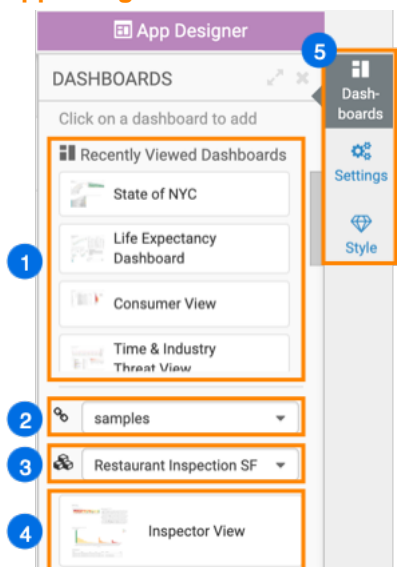 App Designer
5
DASHBOARDS
Dash-
boards
Click on a dashboard to add
Recently Viewed Dashboards
Settings
State of NYC
Style
1
Life Expectancy
Dashboard
Consumer View
Time & Industry
Threat View
2
samples
3
Restaurant Inspection SF
4
Inspector View